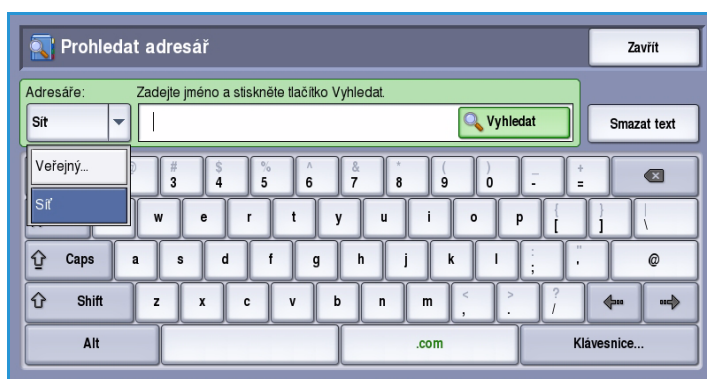 Prohledat adresář
Zavřít
Adresáře:
Zadejte jméno a stiskněte tlačítko Vyhledat.
Síť
Vyhledat
Smazat text
Veřejný...
Síť
# $ % ^ & * ( ) _ +
3 4 5 6 7 8 9 0 - =
w e r t y u i o p { [ } ] | \
Caps a s d f g h j k l : ; " ' @
Shift z x c v b n m < , > . ? /
Alt .com Klávesnice...